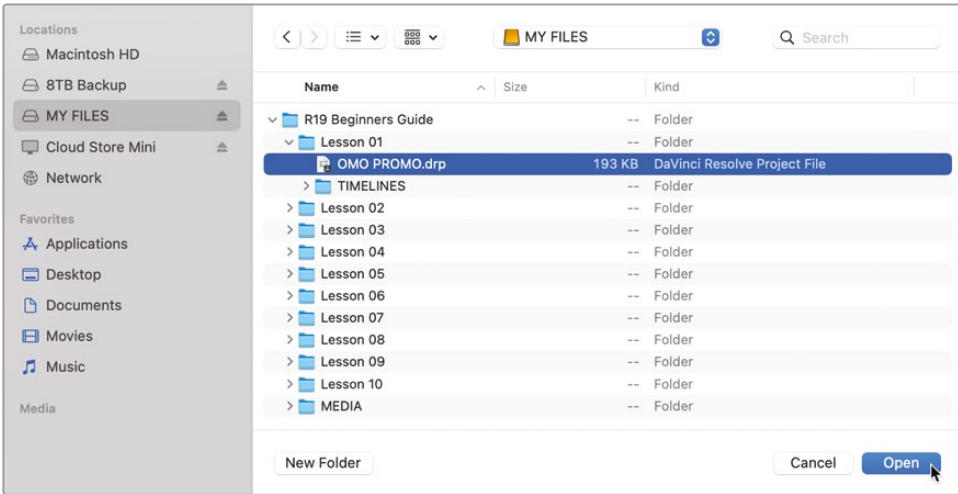 Locations
Macintosh HD
8TB Backup
MY FILES
Cloud Store Mini
Network
Favorites
Applications
Desktop
Documents
Movies
Music
Media
MY FILES
Search
Name Size Kind
R19 Beginners Guide -- Folder
Lesson 01 -- Folder
OMO PROMO.drp 193 KB DaVinci Resolve Project File
TIMELINES -- Folder
Lesson 02 -- Folder
Lesson 03 -- Folder
Lesson 04 -- Folder
Lesson 05 -- Folder
Lesson 06 -- Folder
Lesson 07 -- Folder
Lesson 08 -- Folder
Lesson 09 -- Folder
Lesson 10 -- Folder
MEDIA -- Folder
New Folder Cancel Open